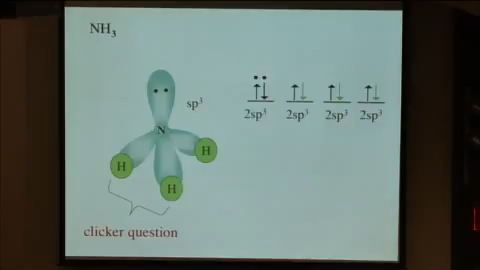 NH₃
sp³
2sp³ 2sp³ 2sp³ 2sp³
N
H
H
H
clicker question